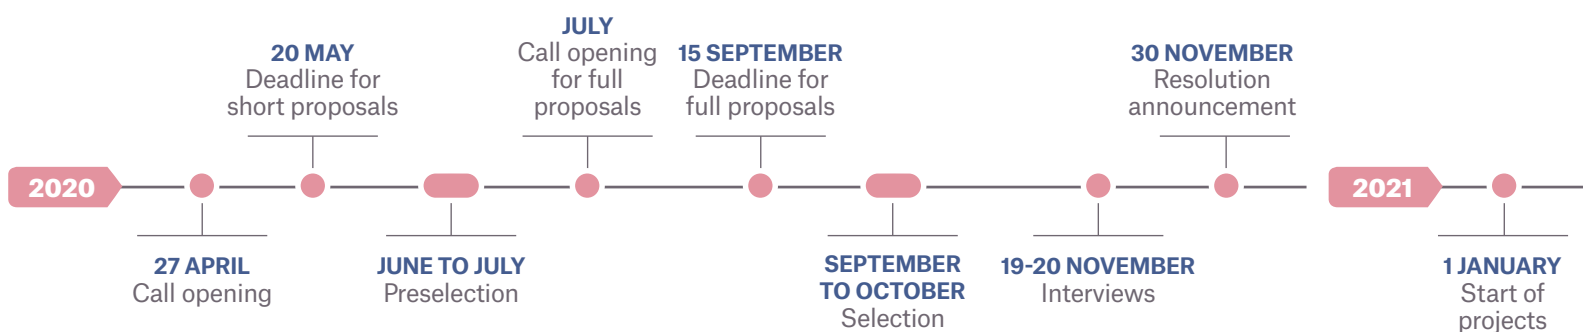 2020
27 APRIL
Call opening
20 MAY
Deadline for
short proposals
JUNE TO JULY
Preselection
JULY
Call opening
for full
proposals
15 SEPTEMBER
Deadline for
full proposals
SEPTEMBER
TO OCTOBER
Selection
19-20 NOVEMBER
Interviews
30 NOVEMBER
Resolution
announcement
2021
1 JANUARY
Start of
projects